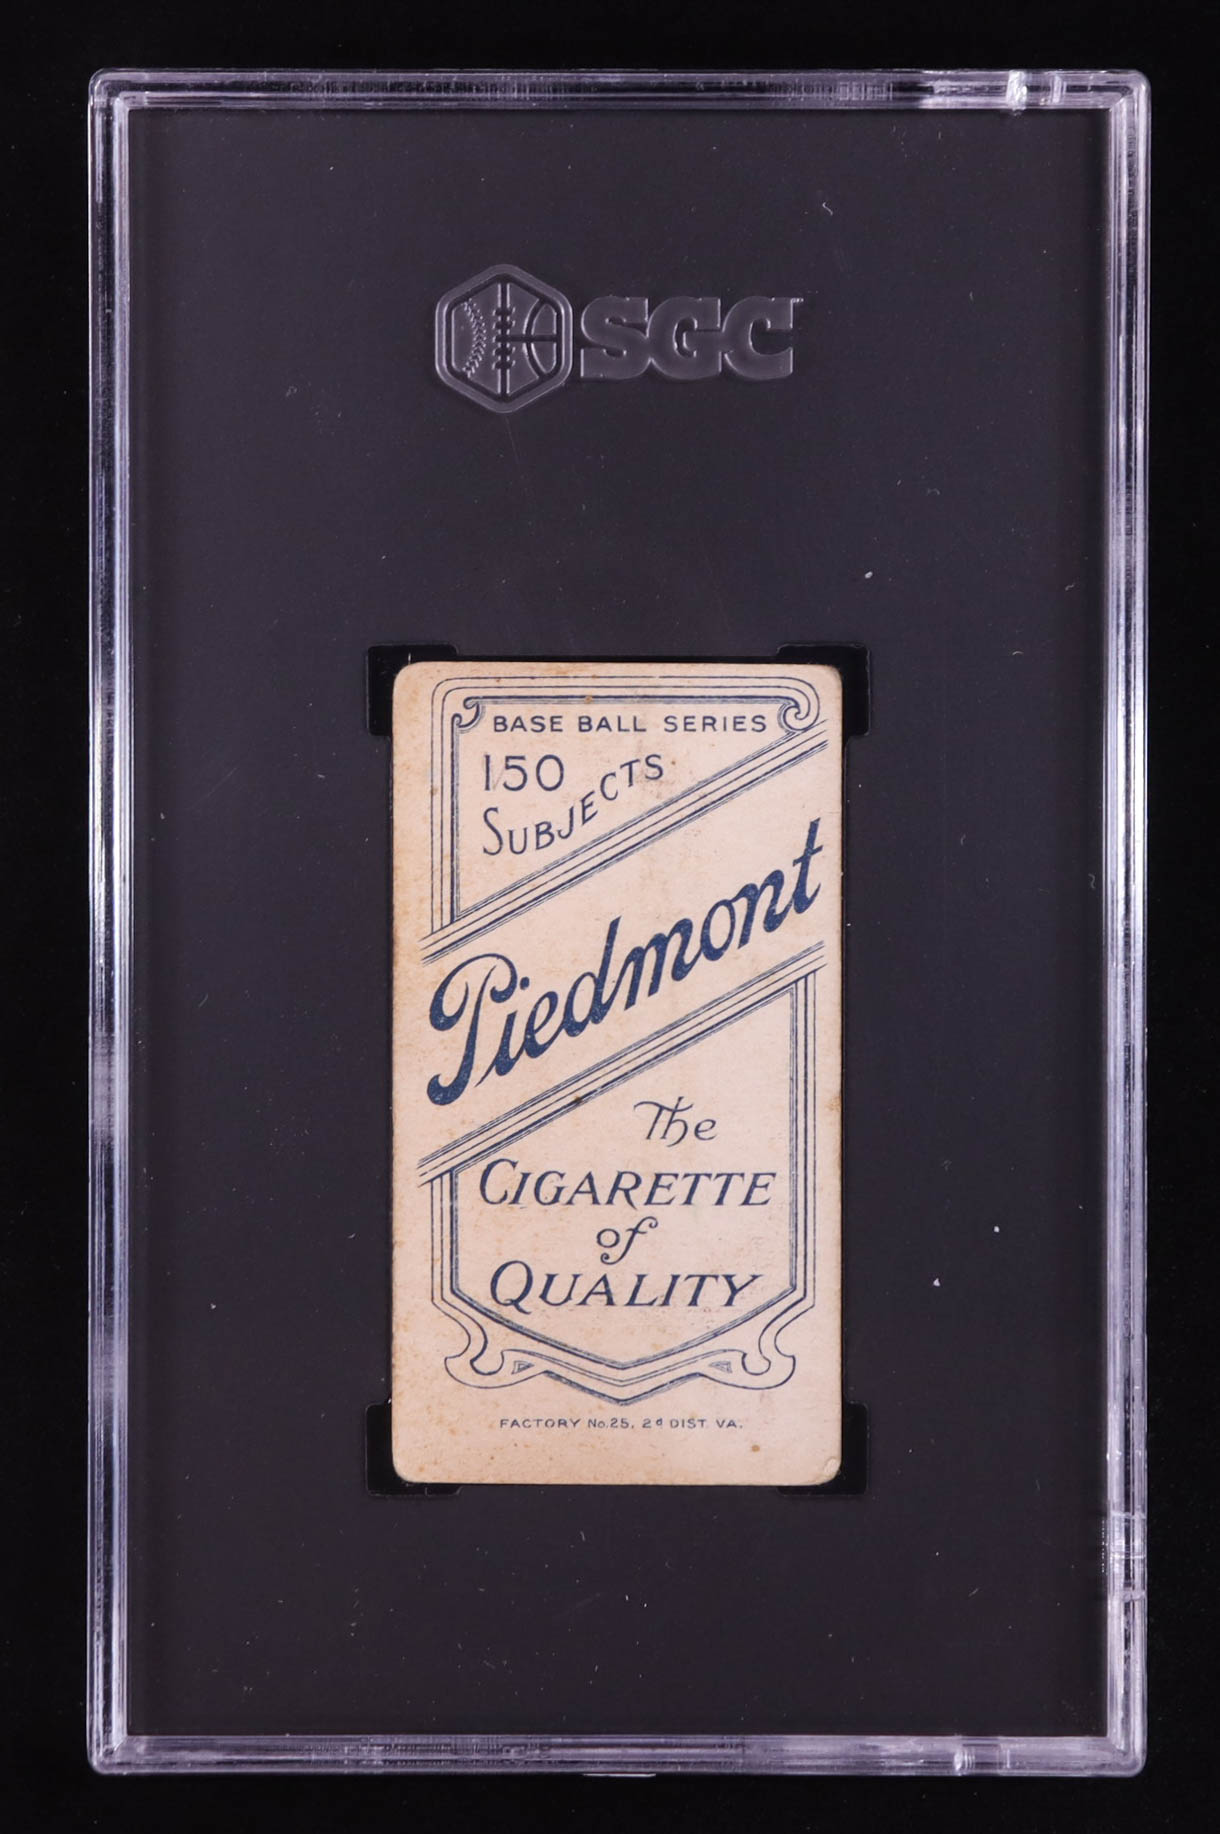 SGC
BASE BALL SERIES
150
SUBJECTS
Piedmont
The
CIGARETTE
of
QUALITY
FACTORY No. 25, 2d DIST. VA.